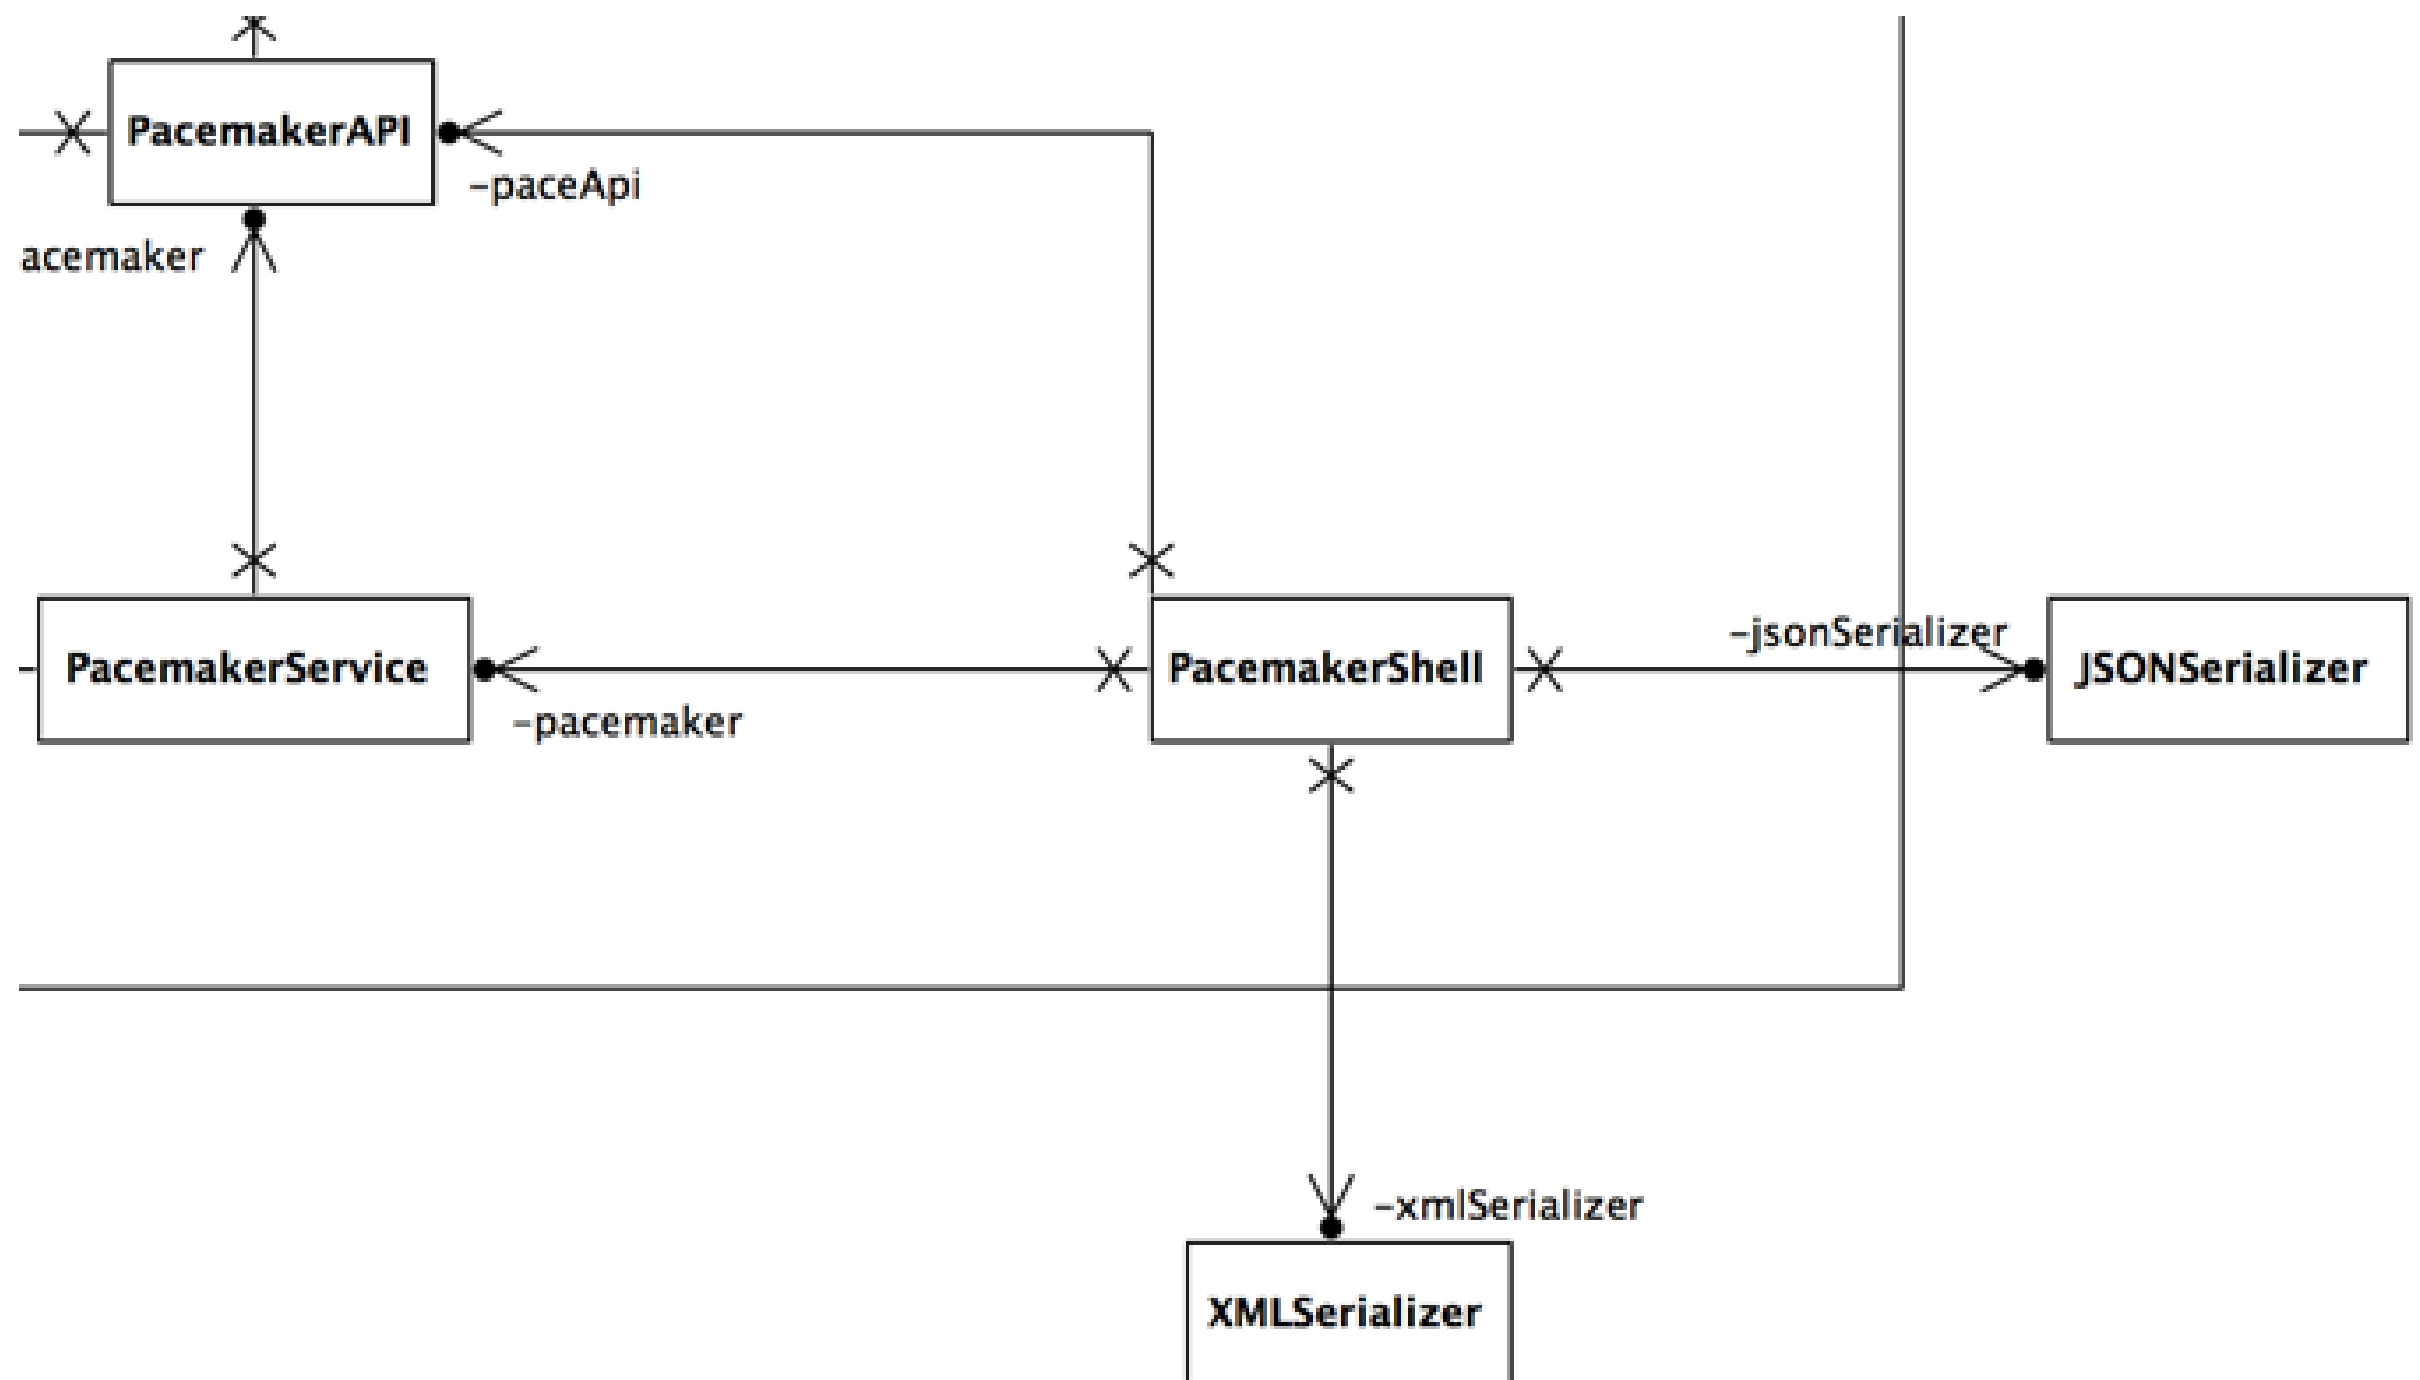 PacemakerAPI
-paceApi
acemaker
PacemakerService
-pacemaker
PacemakerShell
-jsonSerializer
JSONSerializer
-xmlSerializer
XMLSerializer